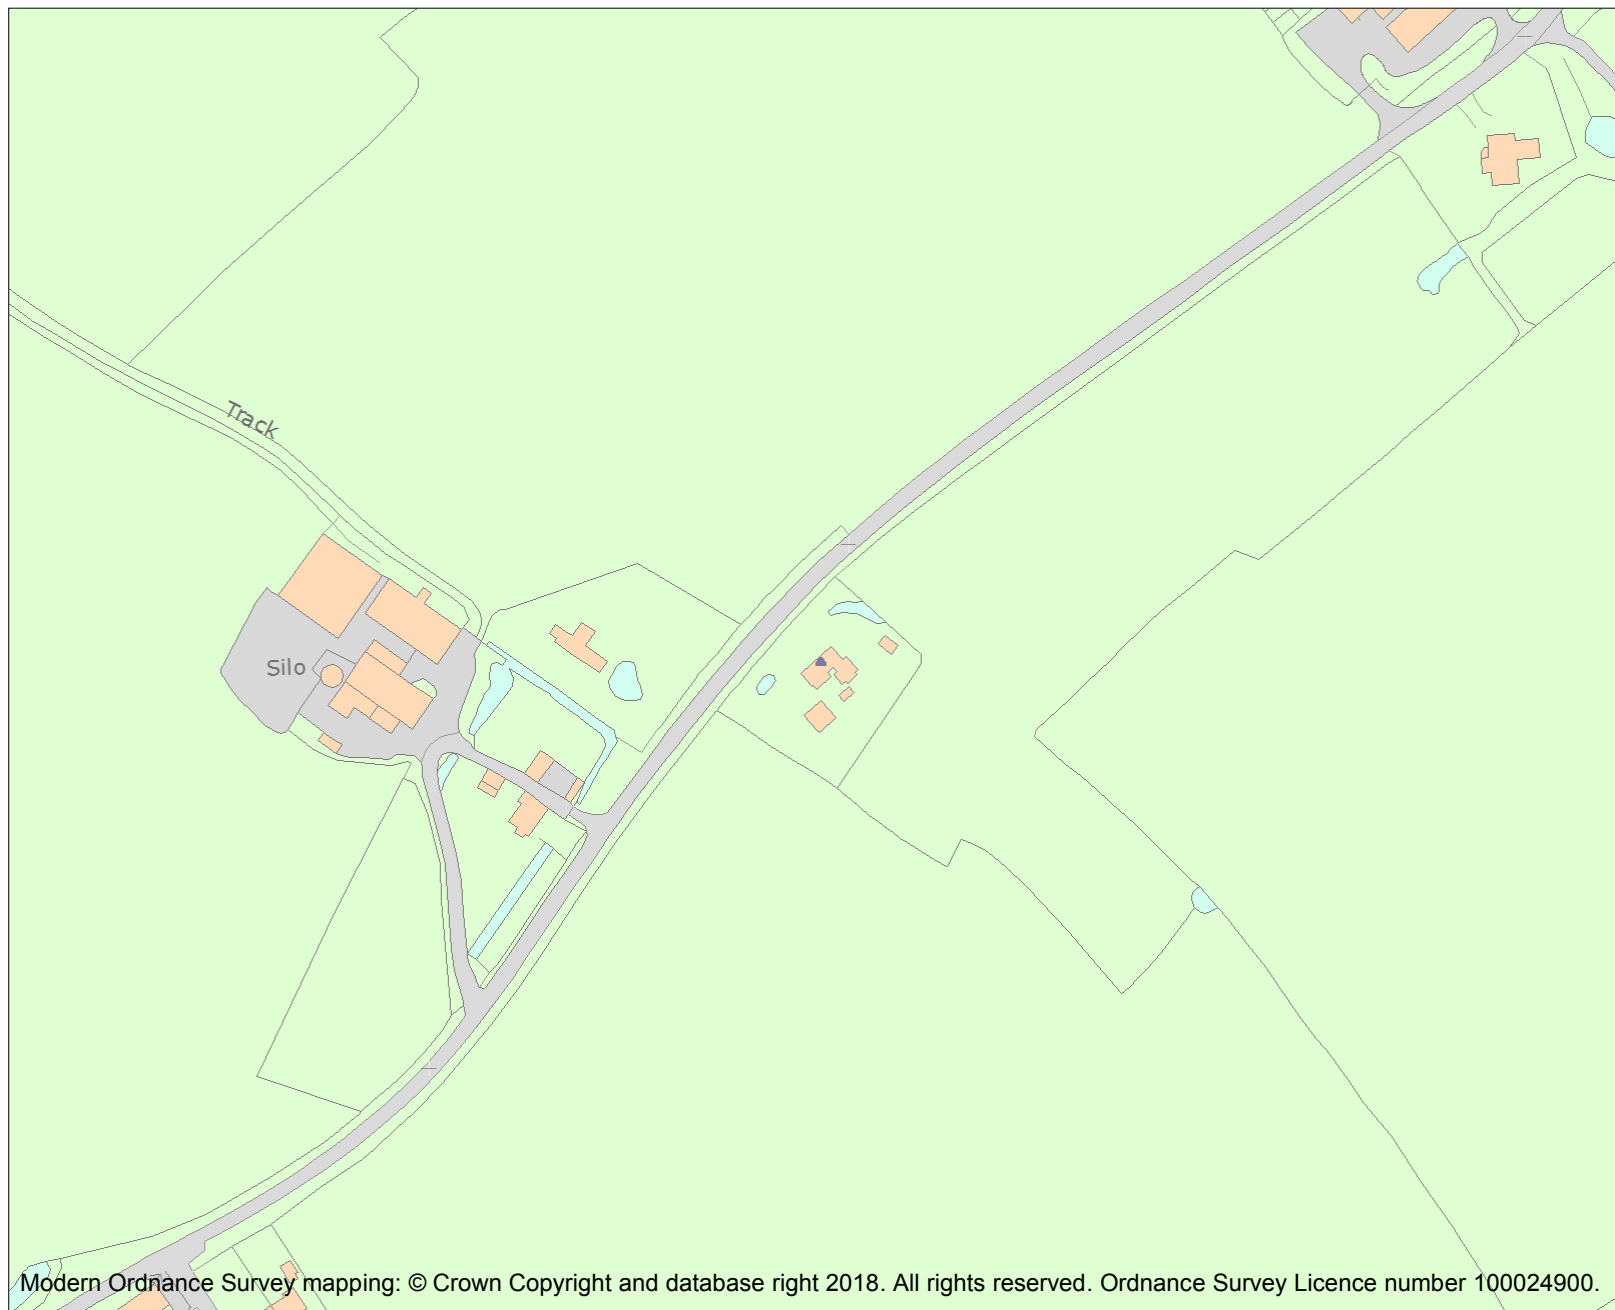 Track
Silo
Modern Ordnance Survey mapping: © Crown Copyright and database right 2018. All rights reserved. Ordnance Survey Licence number 100024900.